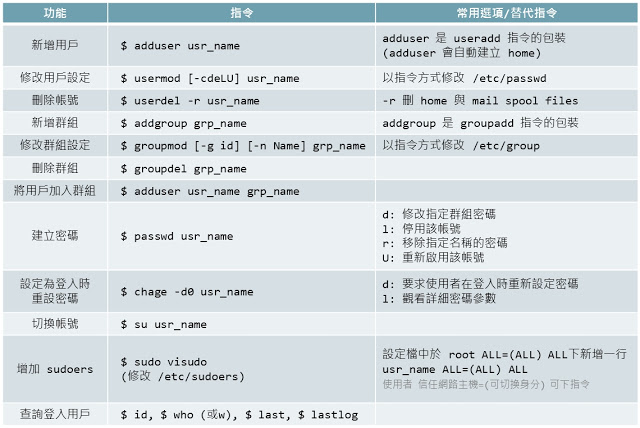 功能 指令 常用選項/替代指令
新增用戶 $ adduser usr_name adduser 是 useradd 指令的包裝
(adduser 會自動建立 home)
修改用戶設定 $ usermod [-cdeLU] usr_name 以指令方式修改 /etc/passwd
刪除帳號 $ userdel -r usr_name -r 刪 home 與 mail spool files
新增群組 $ addgroup grp_name addgroup 是 groupadd 指令的包裝
修改群組設定 $ groupmod [-g id] [-n Name] grp_name 以指令方式修改 /etc/group
刪除群組 $ groupdel grp_name
將用戶加入群組 $ adduser usr_name grp_name
建立密碼 $ passwd usr_name
d: 修改指定群組密碼
l: 停用該帳號
r: 移除指定名稱的密碼
U: 重新啟用該帳號
設定為登入時
重設密碼
$ chage -d0 usr_name
d: 要求使用者在登入時重新設定密碼
l: 觀看詳細密碼參數
切換帳號 $ su usr_name
增加 sudoers
$ sudo visudo
(修改 /etc/sudoers)
設定檔中於 root ALL=(ALL) ALL下新增一行
usr_name ALL=(ALL) ALL
使用者 信任網路主機=(可切換身分) 可下指令
查詢登入用戶 $ id, $ who (或w), $ last, $ lastlog